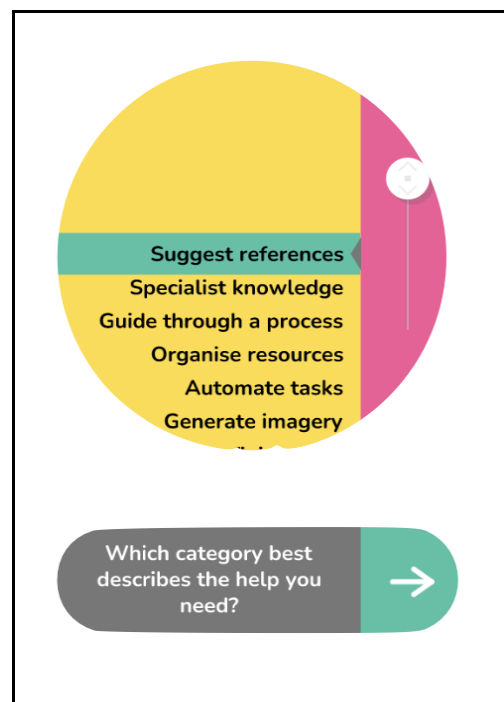 Suggest references
Specialist knowledge
Guide through a process
Organise resources
Automate tasks
Generate imagery
Which category best
describes the help you
need?